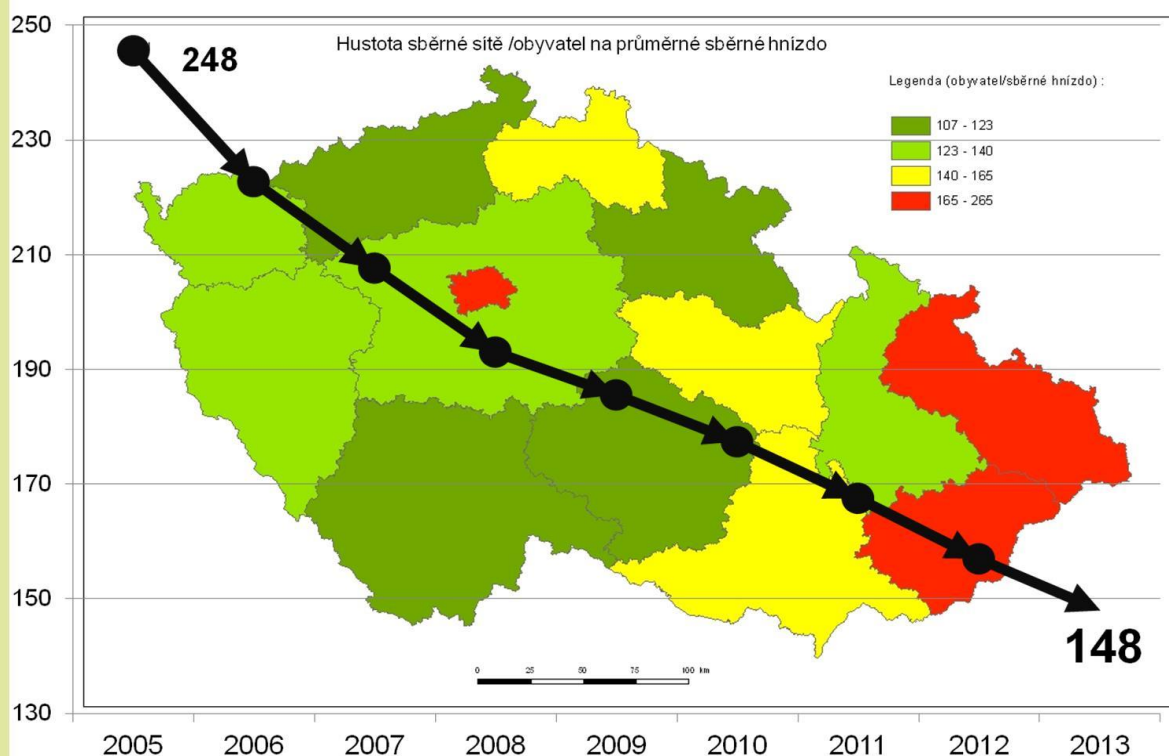 250
230
210
190
170
150
130
Hustota sběrné sítě /obyvatel na průměrné sběrné hnízdo
248
Legenda (obyvatel/sběrné hnízdo) :
107 - 123
123 - 140
140 - 165
165 - 265
148
0 25 50 75 100 km
2005 2006 2007 2008 2009 2010 2011 2012 2013